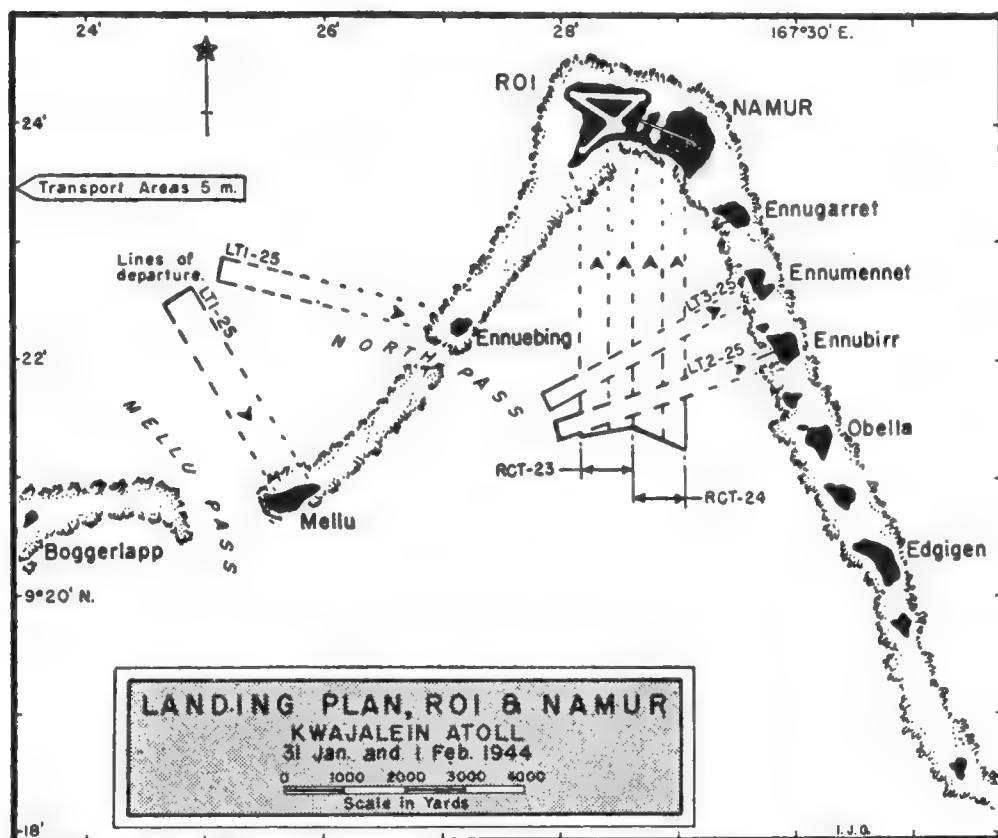 24'
26'
28'
167°30' E.
ROI
NAMUR
24'
Transport Areas 5 m.
Ennugarret
Lines of
departure.
LT1-25
LT1-25
Ennumennet
LT3-25
NORTH PASS
Ennuebing
22'
Ennubirr
LT2-25
MELLU PASS
Obella
RCT-23
RCT-24
Mellu
Boggerlapp
Edgigen
9°20' N.
LANDING PLAN, ROI & NAMUR
KWAJALEIN ATOLL
31 Jan. and 1 Feb. 1944
0 1000 2000 3000 4000
Scale in Yards
18'
I.J.G.